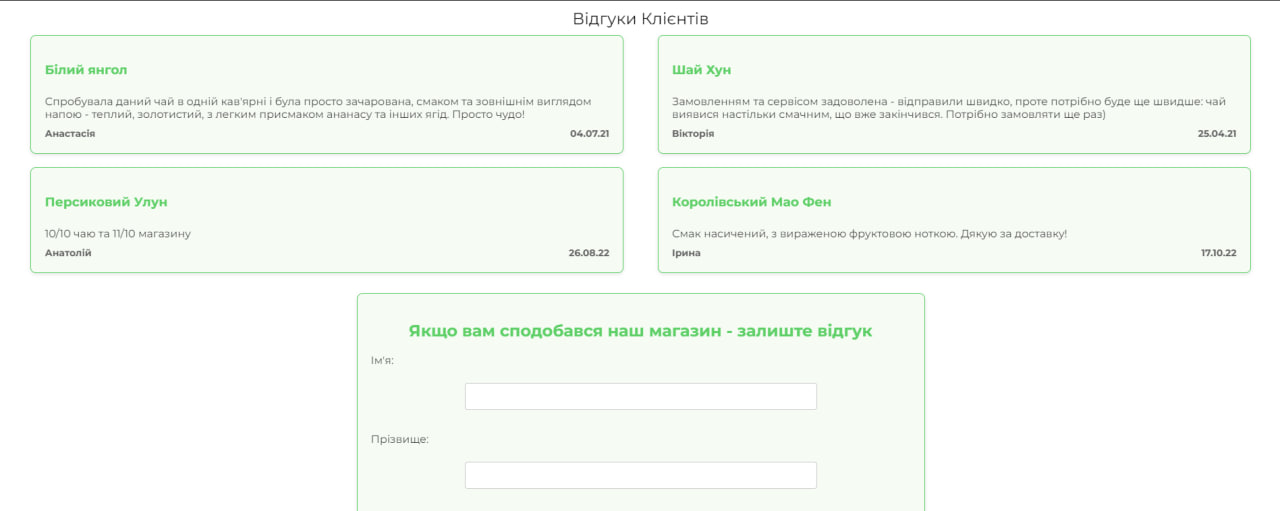 Відгуки Клієнтів
Білий янгол
Спробувала даний чай в одній кав'ярні і була просто зачарована, смаком та зовнішнім виглядом
напою - теплий, золотистий, з легким присмаком ананасу та інших ягід. Просто чудо!
Анастасія 04.07.21
Шай Хун
Замовленням та сервісом задоволена - відправили швидко, проте потрібно буде ще швидше: чай
виявися настільки смачним, що вже закінчився. Потрібно замовляти ще раз)
Вікторія 25.04.21
Персиковий Улун
10/10 чаю та 11/10 магазину
Анатолій 26.08.22
Королівський Мао Фен
Смак насичений, з вираженою фруктовою ноткою. Дякую за доставку!
Ірина 17.10.22
Якщо вам сподобався наш магазин - залиште відгук
Ім'я:
Прізвище: